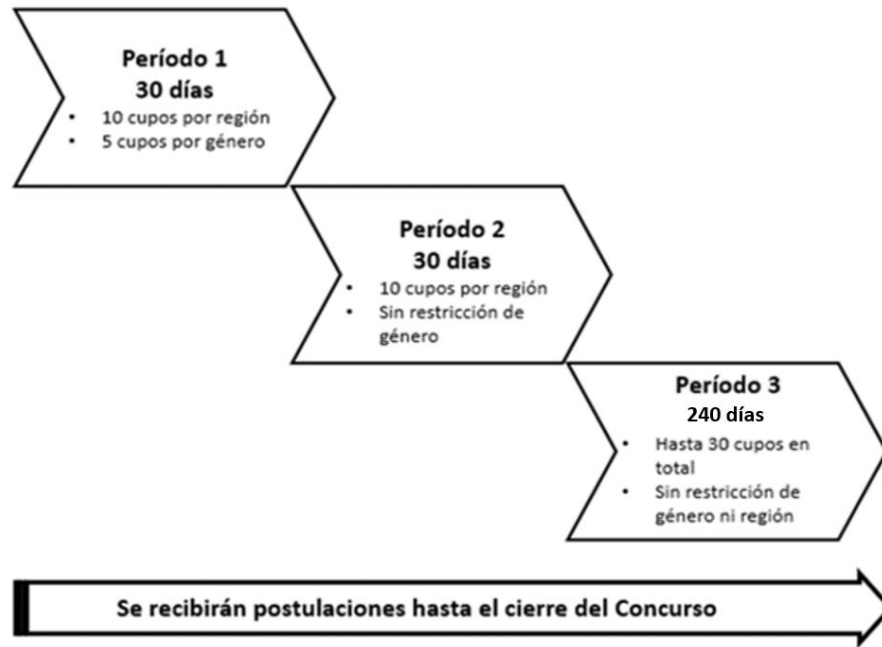 Período 1
30 días
• 10 cupos por región
• 5 cupos por género
Período 2
30 días
• 10 cupos por región
• Sin restricción de
género
Período 3
240 días
• Hasta 30 cupos en
total
• Sin restricción de
género ni región
Se recibirán postulaciones hasta el cierre del Concurso